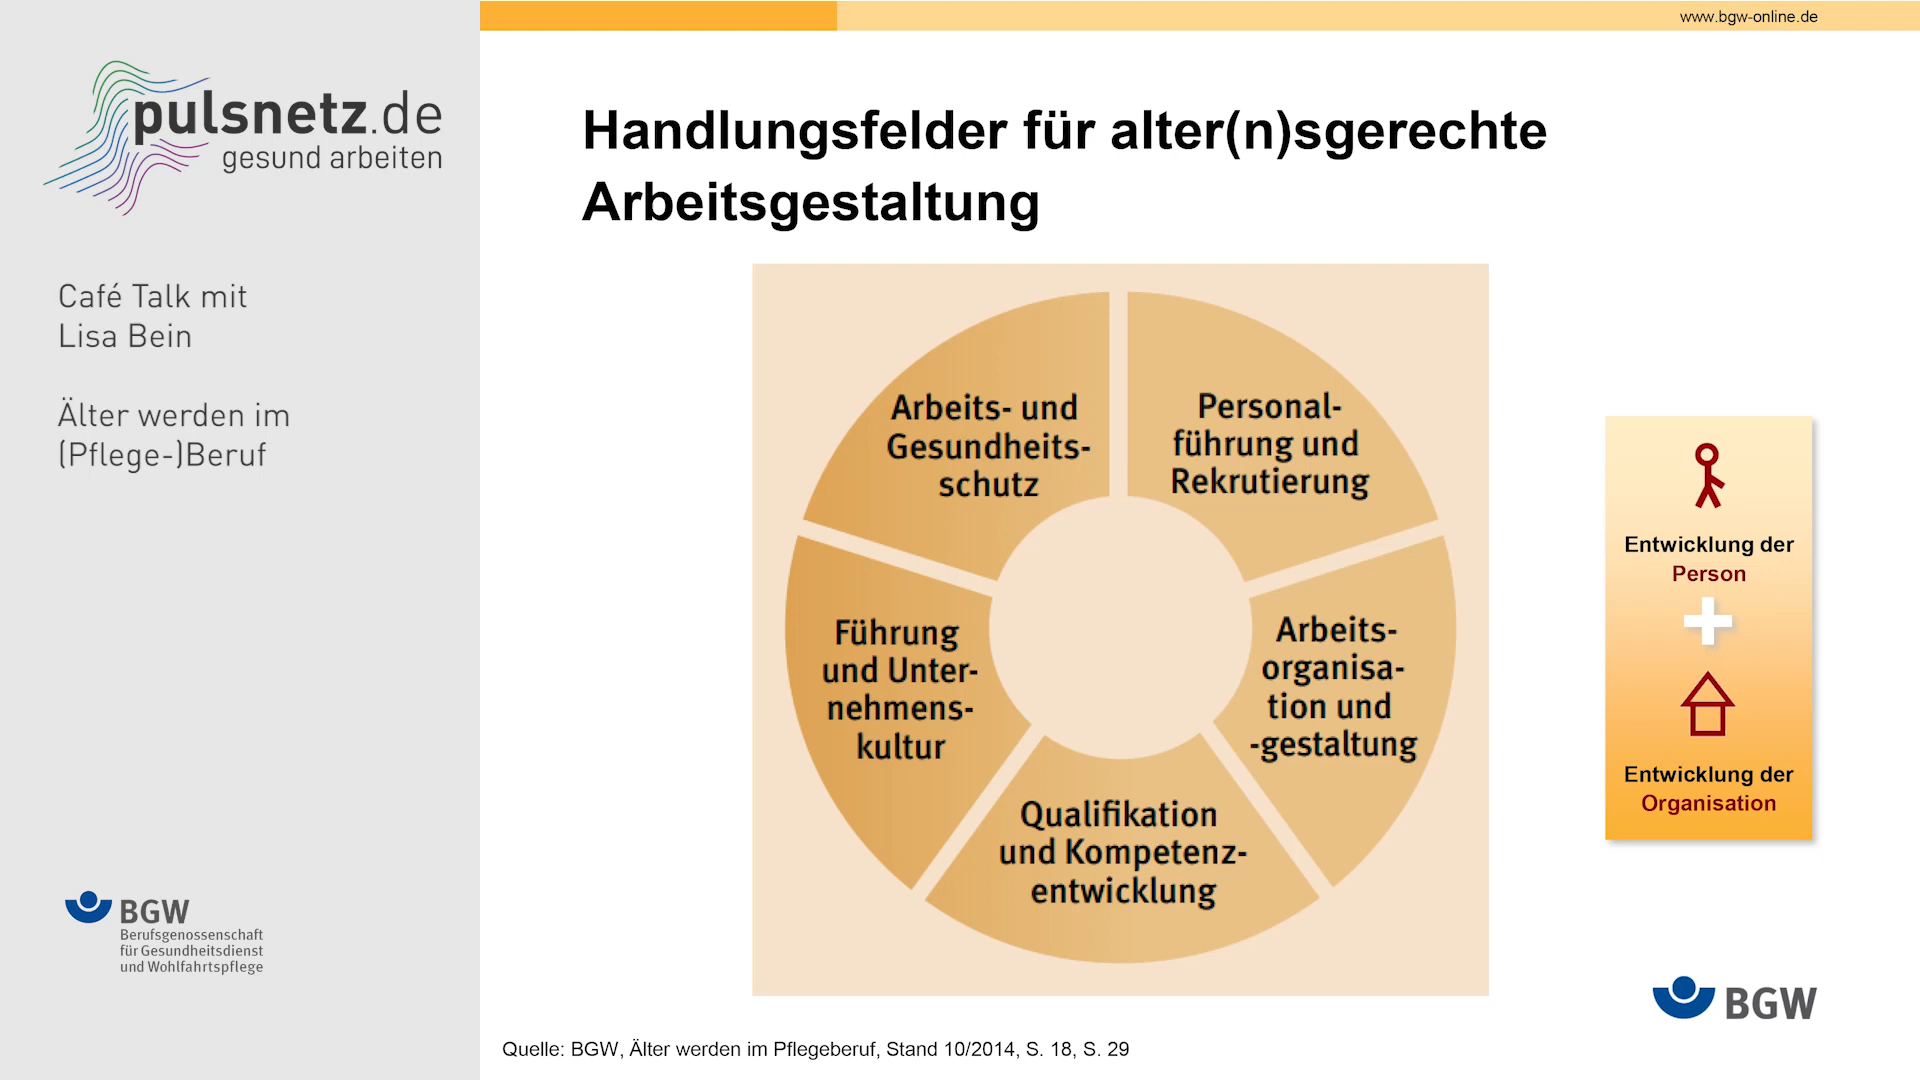 www.bgw-online.de
pulsnetz.de
gesund arbeiten
Café Talk mit
Lisa Bein
Älter werden im
(Pflege-)Beruf
BGW
Berufsgenossenschaft
für Gesundheitsdienst
und Wohlfahrtspflege
Handlungsfelder für alter(n)sgerechte
Arbeitsgestaltung
Arbeits- und
Gesundheits-
schutz
Personal-
führung und
Rekrutierung
Führung
und Unter-
nehmens-
kultur
Arbeits-
organisa-
tion und
-gestaltung
Qualifikation
und Kompetenz-
entwicklung
Entwicklung der
Person
Entwicklung der
Organisation
BGW
Quelle: BGW, Älter werden im Pflegeberuf, Stand 10/2014, S. 18, S. 29